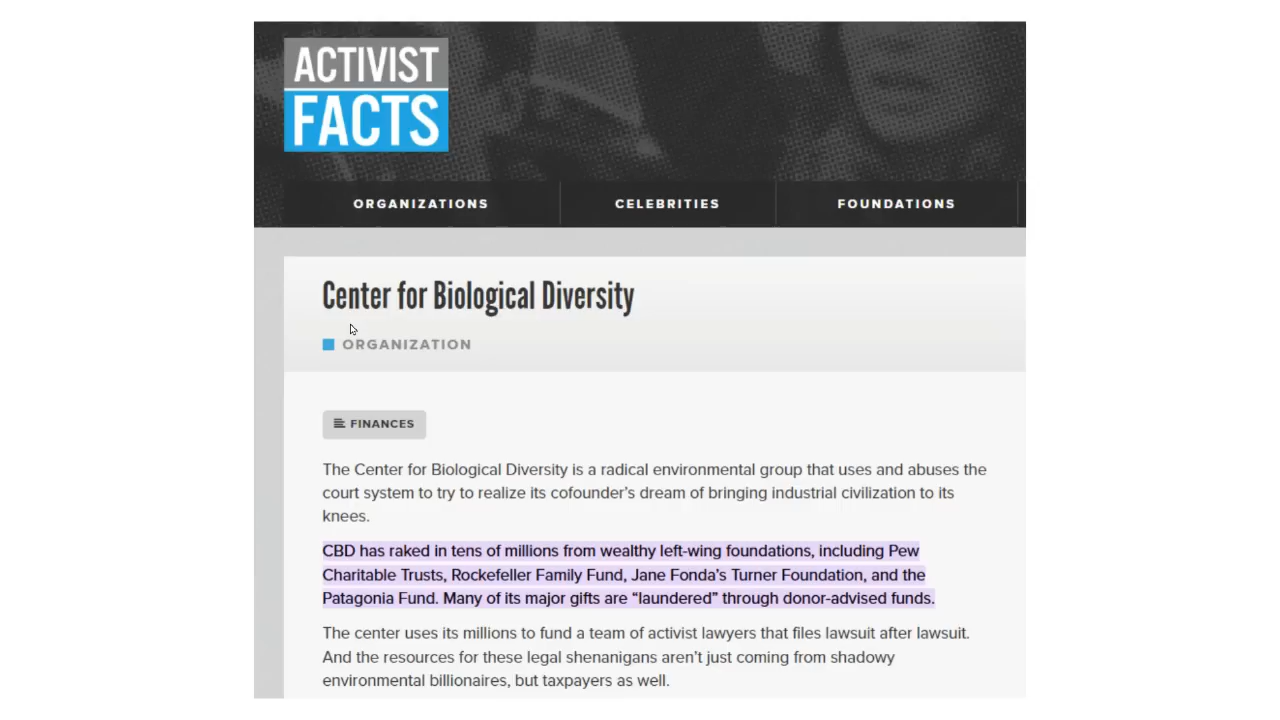 ACTIVIST
FACTS
ORGANIZATIONS CELEBRITIES FOUNDATIONS
Center for Biological Diversity
ORGANIZATION
FINANCES
The Center for Biological Diversity is a radical environmental group that uses and abuses the
court system to try to realize its cofounder’s dream of bringing industrial civilization to its
knees.
CBD has raked in tens of millions from wealthy left-wing foundations, including Pew
Charitable Trusts, Rockefeller Family Fund, Jane Fonda’s Turner Foundation, and the
Patagonia Fund. Many of its major gifts are “laundered” through donor-advised funds.
The center uses its millions to fund a team of activist lawyers that files lawsuit after lawsuit.
And the resources for these legal shenanigans aren’t just coming from shadowy
environmental billionaires, but taxpayers as well.